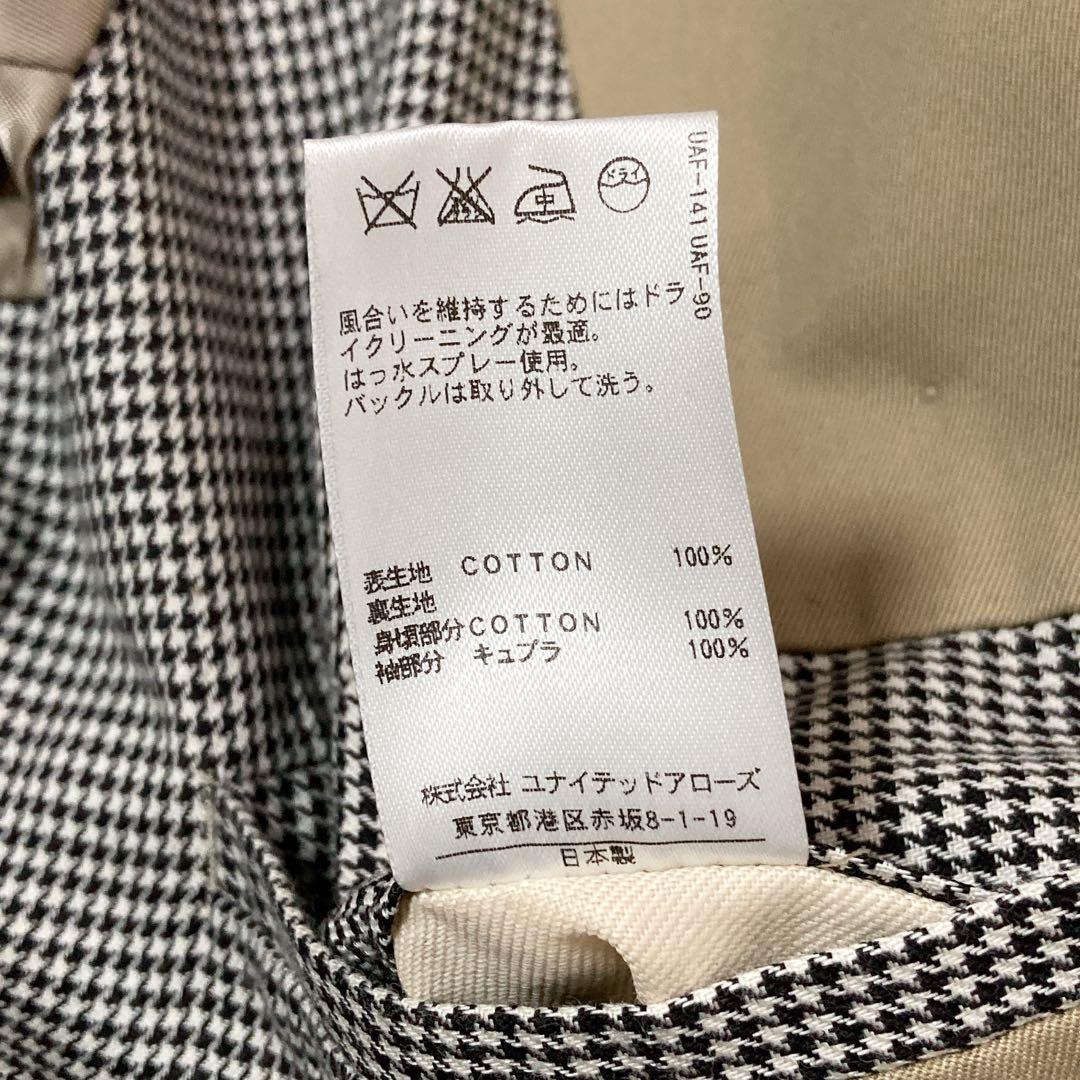 ドライ
中
UAF-141 UAF-90
風合いを維持するためにはドラ
イクリーニングが最適。
はっ水スプレー使用。
バックルは取り外して洗う。
表生地 COTTON 100%
裏生地
身頃部分 COTTON 100%
袖部分 キュプラ 100%
株式会社 ユナイテッドアローズ
東京都港区赤坂8-1-19
日本製